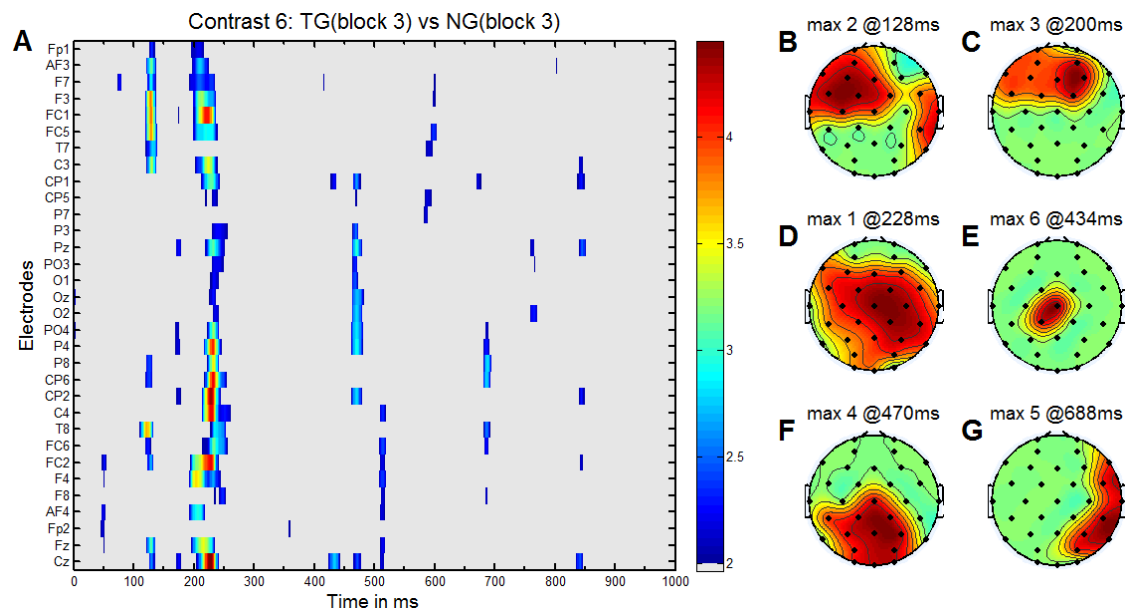 Contrast 6: TG(block 3) vs NG(block 3)
A
Electrodes
Fp1
AF3
F7
F3
FC1
FC5
T7
C3
CP1
CP5
P7
P3
Pz
PO3
O1
Oz
O2
PO4
P4
P8
CP6
CP2
C4
T8
FC6
FC2
F4
F8
AF4
Fp2
Fz
Cz
0 100 200 300 400 500 600 700 800 900 1000
Time in ms
4
3.5
3
2.5
2
B
max 2 @128ms
C
max 3 @200ms
D
max 1 @228ms
E
max 6 @434ms
F
max 4 @470ms
G
max 5 @688ms